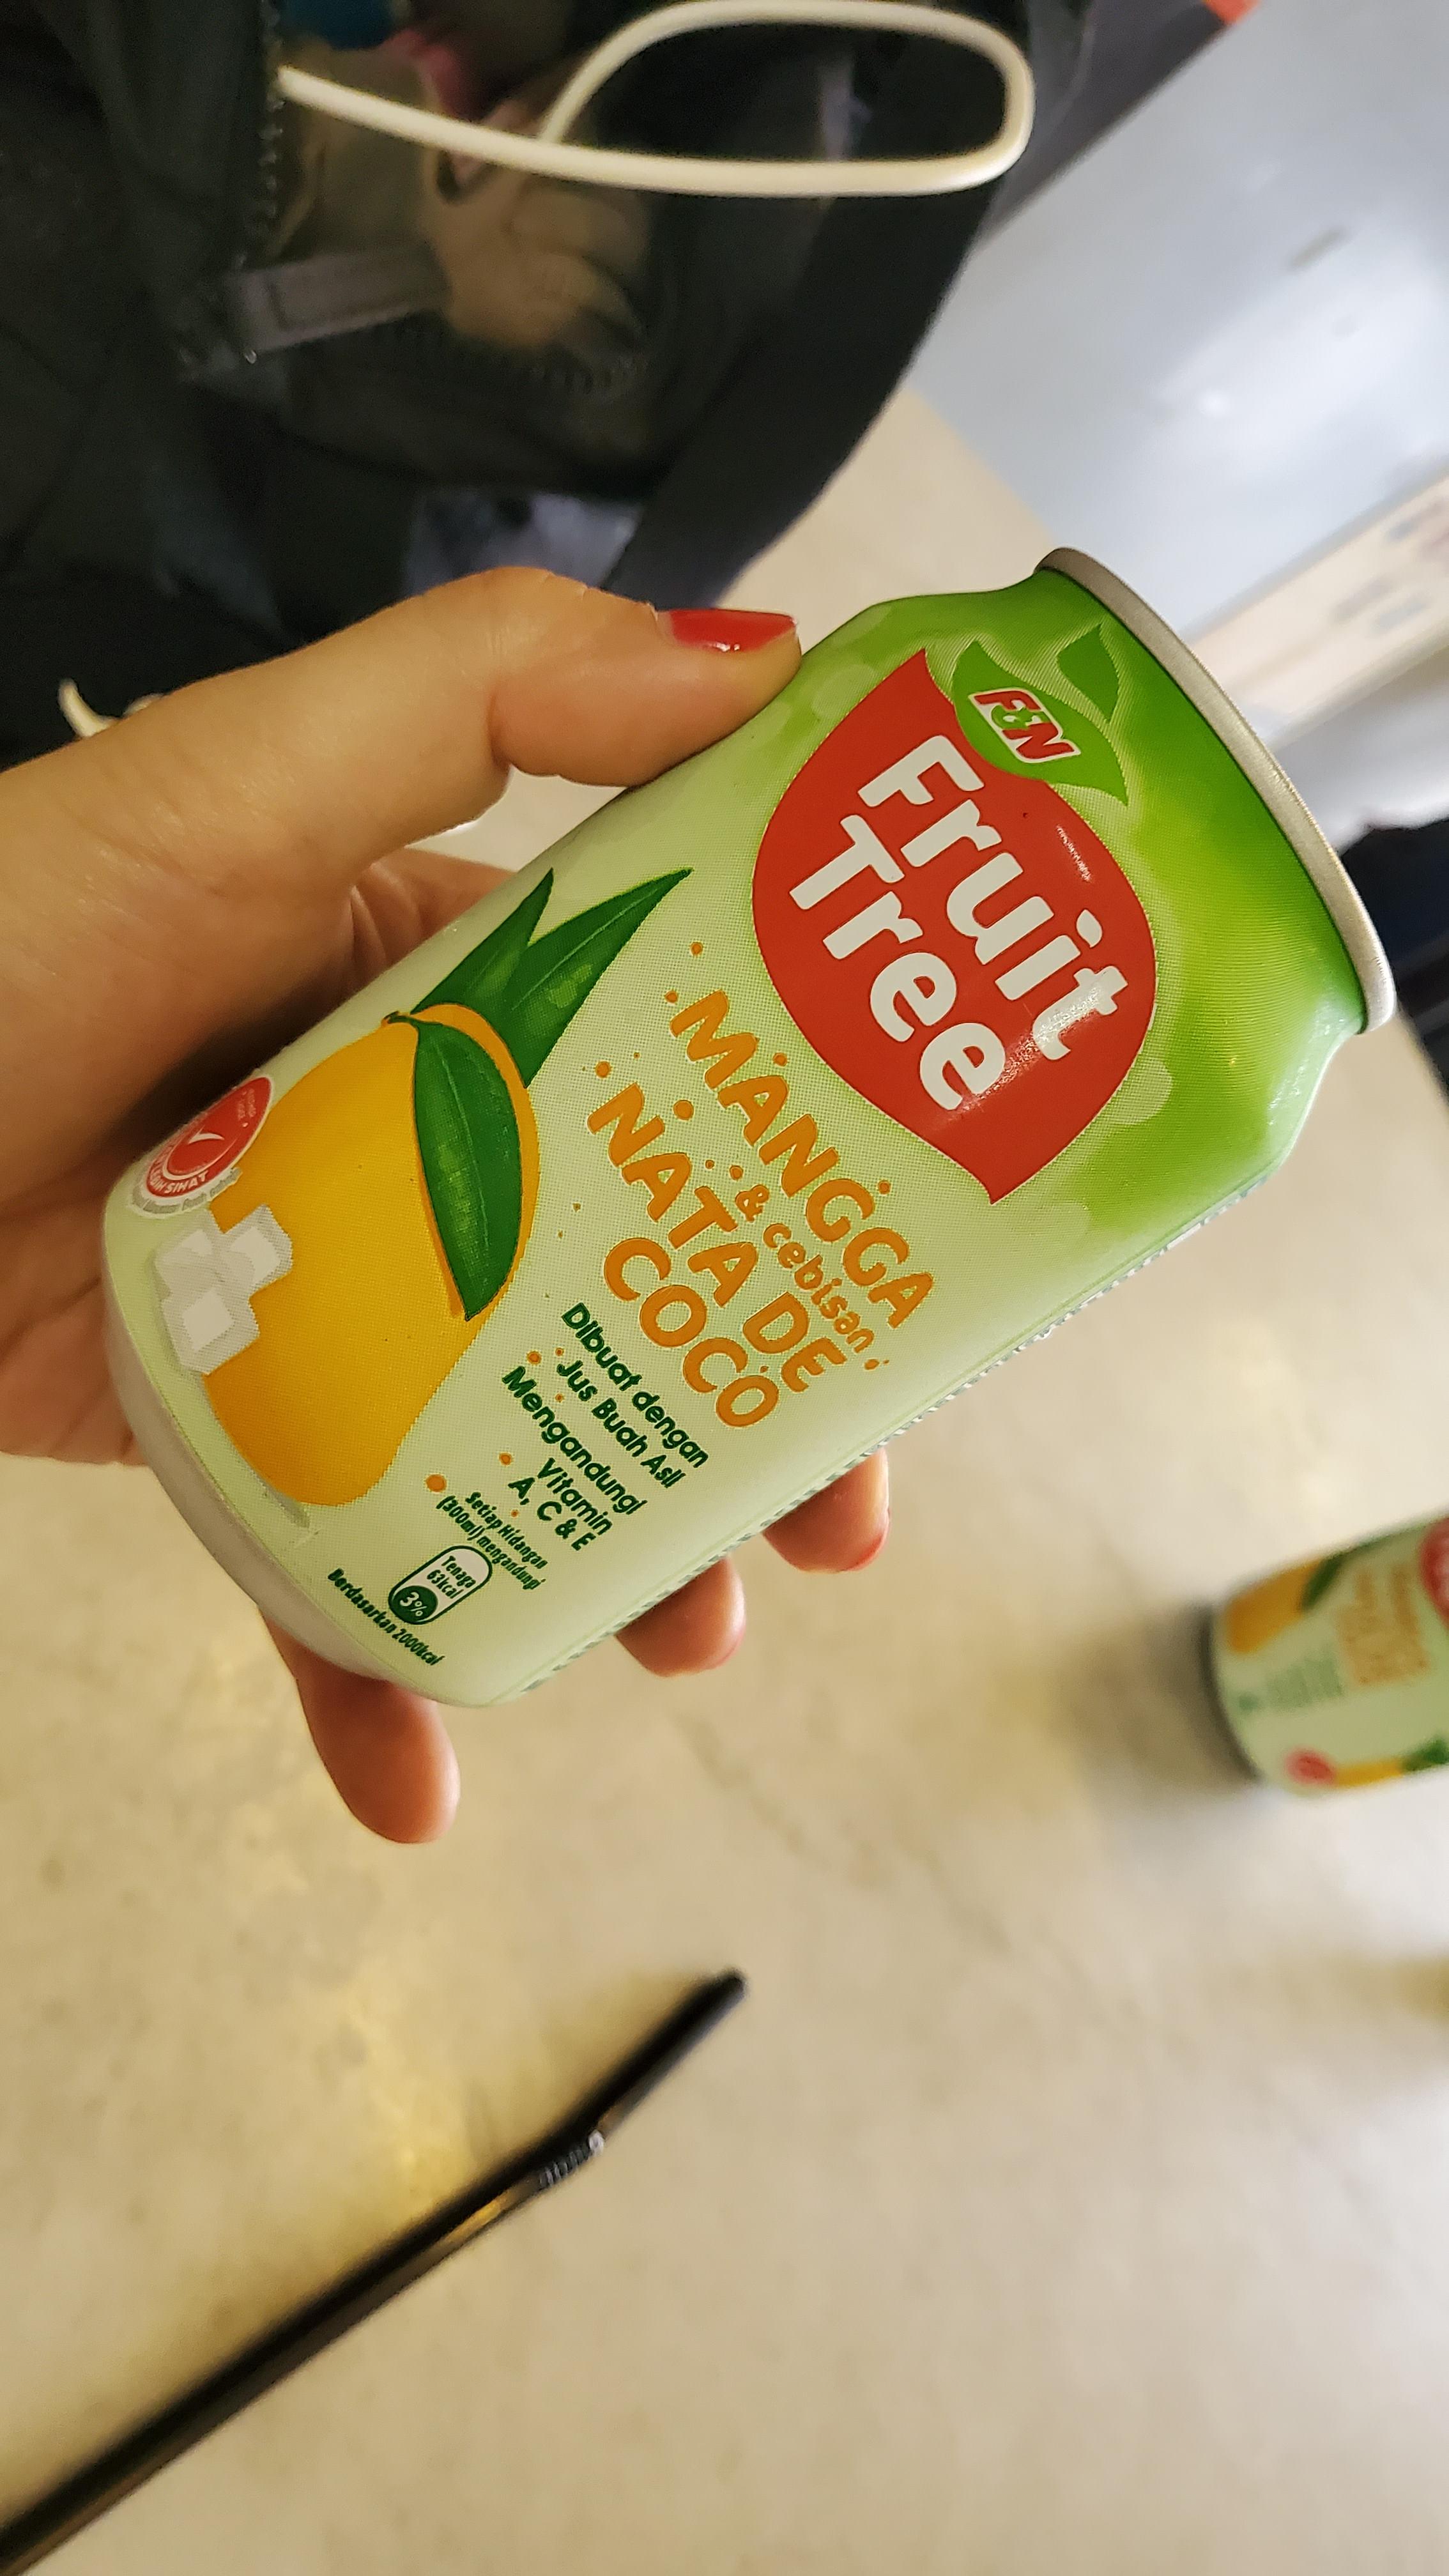 F&N
Fruit
Tree
MANGGA
& cebisan
NATA DE
COCO
Dibuat dengan
Jus Buah Asli
Mengandungi
Vitamin
A, C & E
Setiap Hidangan
(300ml) mengandungi
Tenaga
63kcal
3%
Berdasarkan 2000kcal
SIHAT